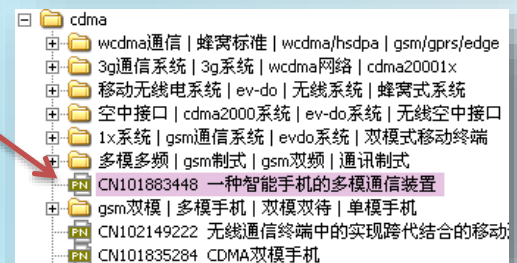 cdma
wcdma通信 | 蜂窝标准 | wcdma/hsdpa | gsm/gprs/edge
3g通信系统 | 3g系统 | wcdma网络 | cdma20001x
移动无线电系统 | ev-do | 无线系统 | 蜂窝式系统
空中接口 | cdma2000系统 | ev-do系统 | 无线空中接口
1x系统 | gsm通信系统 | evdo系统 | 双模式移动终端
多模多频 | gsm制式 | gsm双频 | 通讯制式
PN CN101883448 一种智能手机的多模通信装置
gsm双模 | 多模手机 | 双模双待 | 单模手机
PN CN102149222 无线通信终端中的实现跨代结合的移动
PN CN101835284 CDMA双模手机